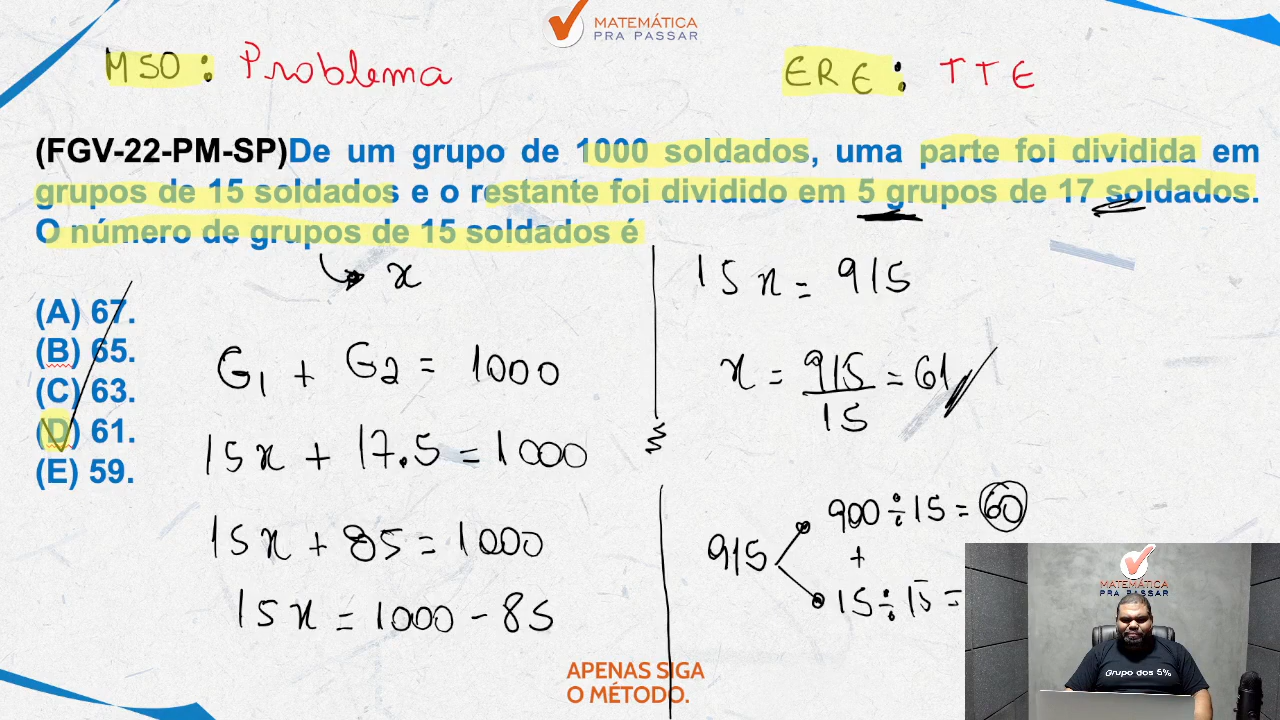 MATEMÁTICA
PRA PASSAR
MSO: Problema
ERE: TTE
(FGV-22-PM-SP)De um grupo de 1000 soldados, uma parte foi dividida em
grupos de 15 soldados e o restante foi dividido em 5 grupos de 17 soldados.
O número de grupos de 15 soldados é
x
(A) 67.
(B) 65.
(C) 63.
(D) 61.
(E) 59.
G1 + G2 = 1000
15x + 17.5 = 1000
15x + 85 = 1000
15x = 1000 - 85
15x = 915
x = 915/15 = 61
915
900 ÷ 15 = 60
+
15 ÷ 15 =
MATEMÁTICA
PRA PASSAR
Grupo dos 5%
APENAS SIGA
O MÉTODO.